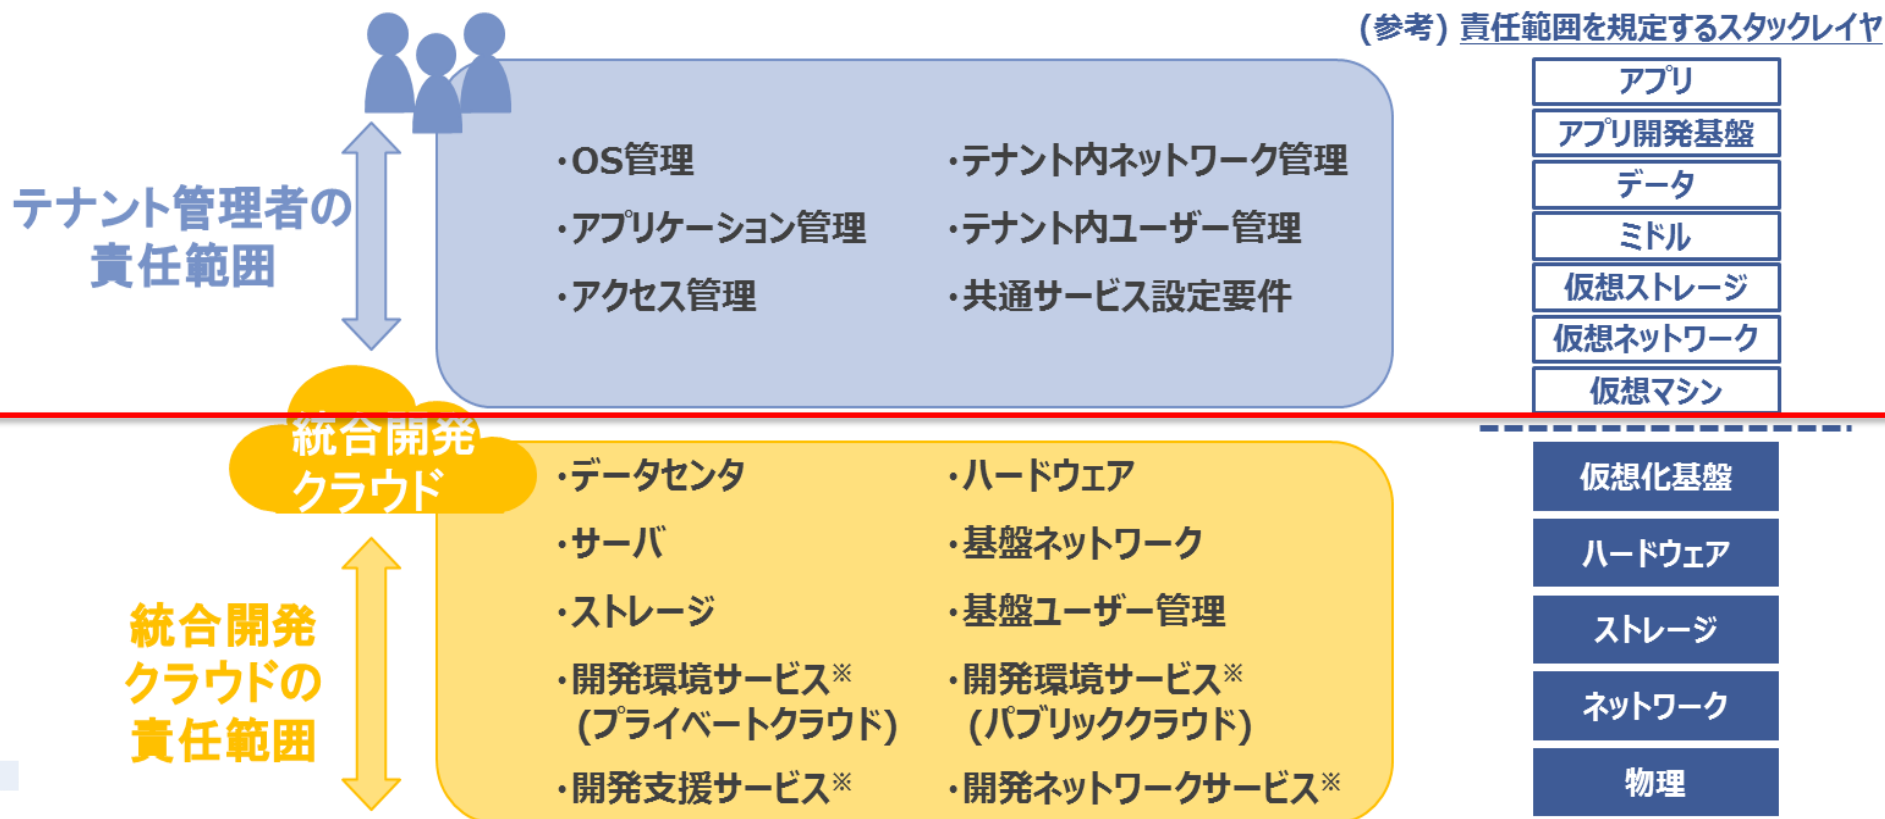 (参考) 責任範囲を規定するスタックレイヤ
テナント管理者の
責任範囲
・OS管理
・テナント内ネットワーク管理
・アプリケーション管理
・テナント内ユーザー管理
・アクセス管理
・共通サービス設定要件
アプリ
アプリ開発基盤
データ
ミドル
仮想ストレージ
仮想ネットワーク
仮想マシン
統合開発
クラウド
統合開発
クラウドの
責任範囲
・データセンタ
・ハードウェア
・サーバ
・基盤ネットワーク
・ストレージ
・基盤ユーザー管理
・開発環境サービス※
(プライベートクラウド)
・開発環境サービス※
(パブリッククラウド)
・開発支援サービス※
・開発ネットワークサービス※
仮想化基盤
ハードウェア
ストレージ
ネットワーク
物理